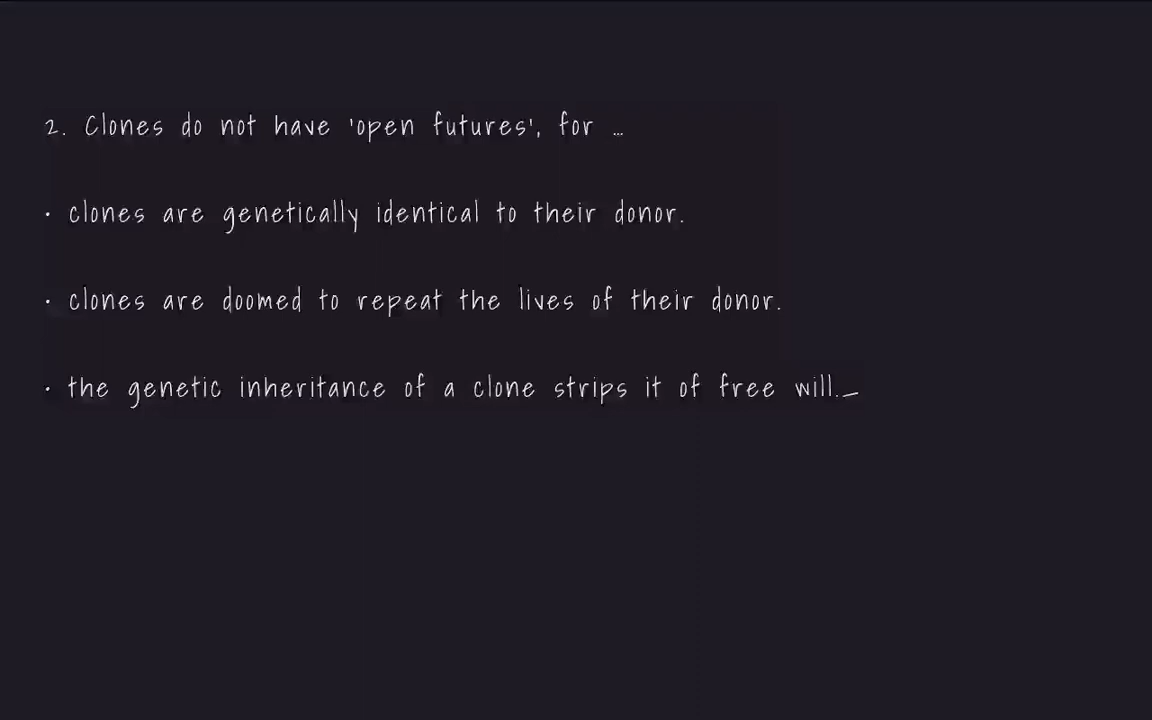 2. Clones do not have 'open futures', for ...
• clones are genetically identical to their donor.
• clones are doomed to repeat the lives of their donor.
• the genetic inheritance of a clone strips it of free will._